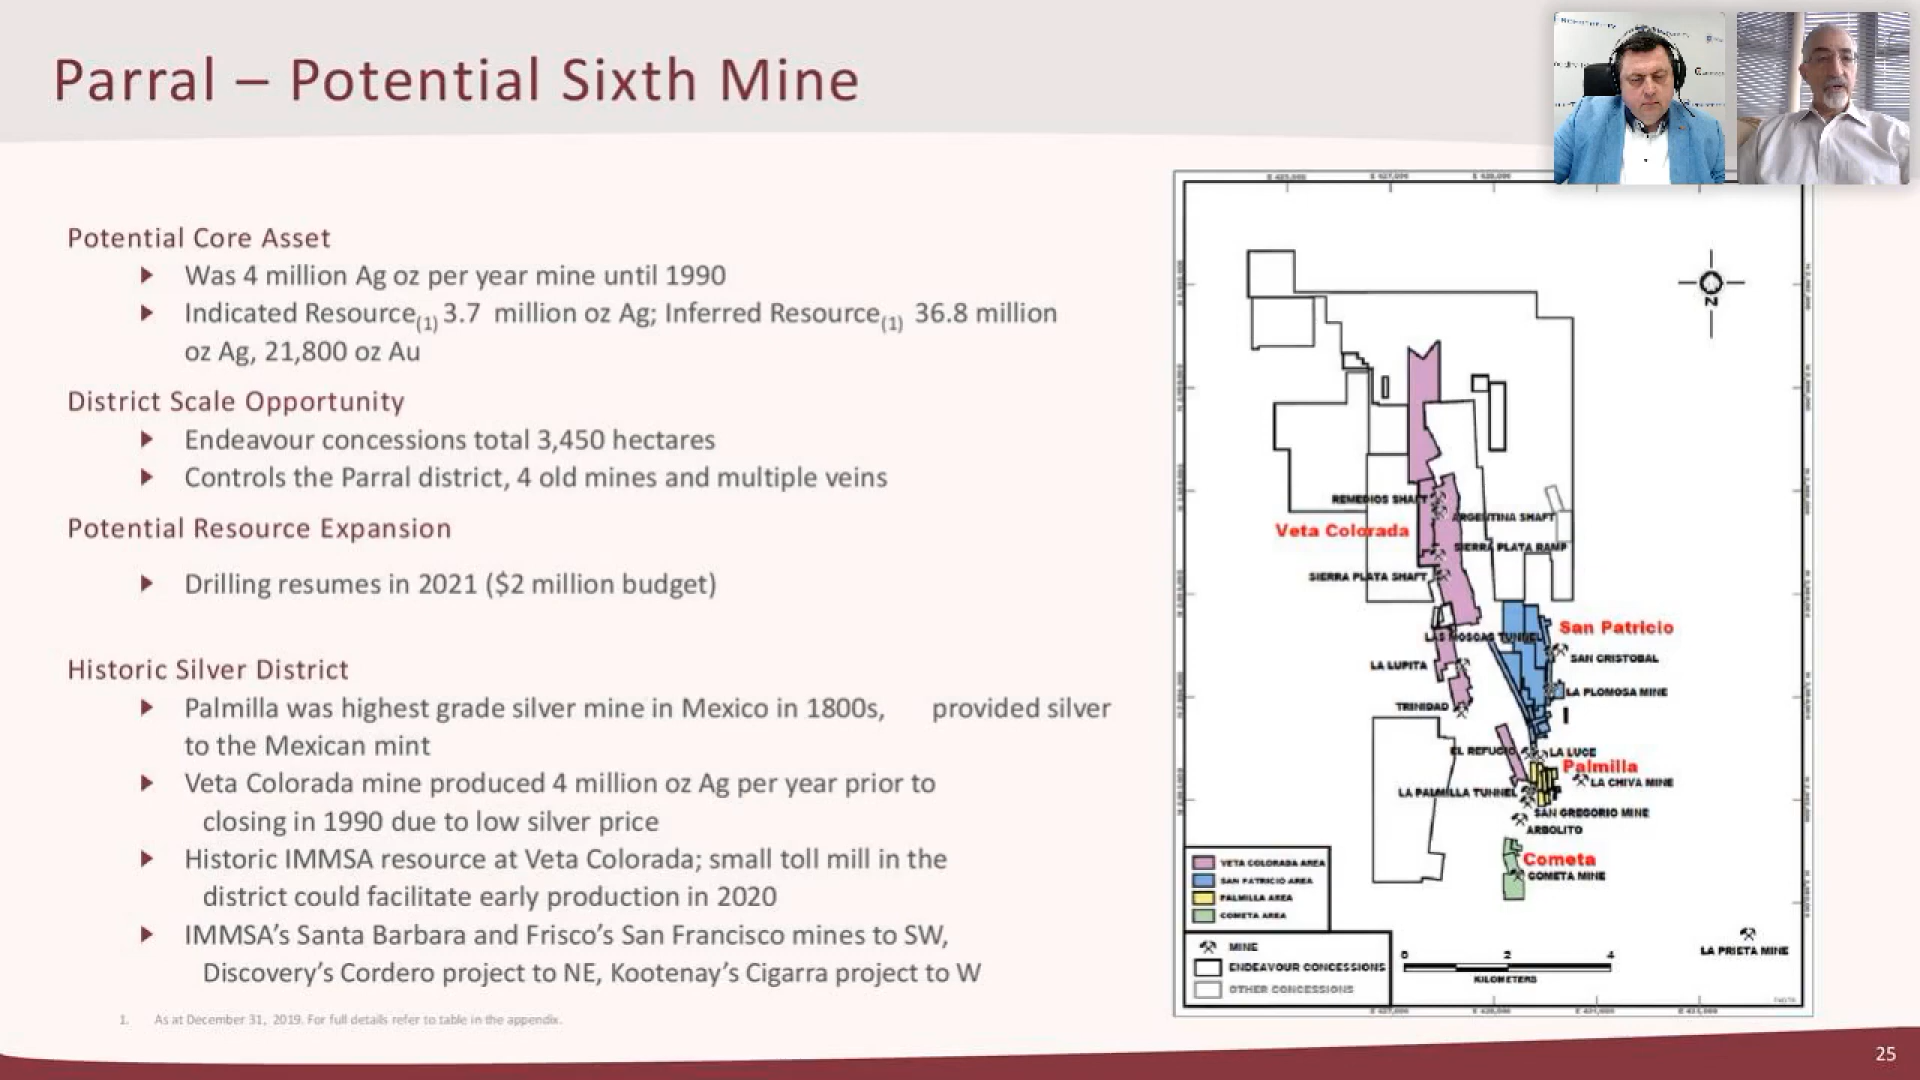 Parral – Potential Sixth Mine
Potential Core Asset
Was 4 million Ag oz per year mine until 1990
Indicated Resource(1) 3.7 million oz Ag; Inferred Resource(1) 36.8 million
oz Ag, 21,800 oz Au
District Scale Opportunity
Endeavour concessions total 3,450 hectares
Controls the Parral district, 4 old mines and multiple veins
Potential Resource Expansion
Drilling resumes in 2021 ($2 million budget)
Historic Silver District
Palmilla was highest grade silver mine in Mexico in 1800s, provided silver
to the Mexican mint
Veta Colorada mine produced 4 million oz Ag per year prior to
closing in 1990 due to low silver price
Historic IMMSA resource at Veta Colorada; small toll mill in the
district could facilitate early production in 2020
IMMSA's Santa Barbara and Frisco's San Francisco mines to SW,
Discovery's Cordero project to NE, Kootenay's Cigarra project to W
1. As at December 31, 2019. For full details refer to table in the appendix.
N
REMEDIOS SHAFT
ARGENTINA SHAFT
Veta Colorada
SIERRA PLATA RAMP
SIERRA PLATA SHAFT
San Patricio
LAS MOSCAS TUNNEL
SAN CRISTOBAL
LA LUPITA
LA PLOMOSA MINE
TRINIDAD
EL REFUGIO
LA LUCE
Palmilla
LA CHIVA MINE
LA PALMILLA TUNNEL
SAN GREGORIO MINE
ARBOLITO
Cometa
COMETA MINE
VETA COLORADA AREA
SAN PATRICIO AREA
PALMILLA AREA
COMETA AREA
MINE
ENDEAVOUR CONCESSIONS
OTHER CONCESSIONS
0 2 4
KILOMETERS
LA PRIETA MINE
25